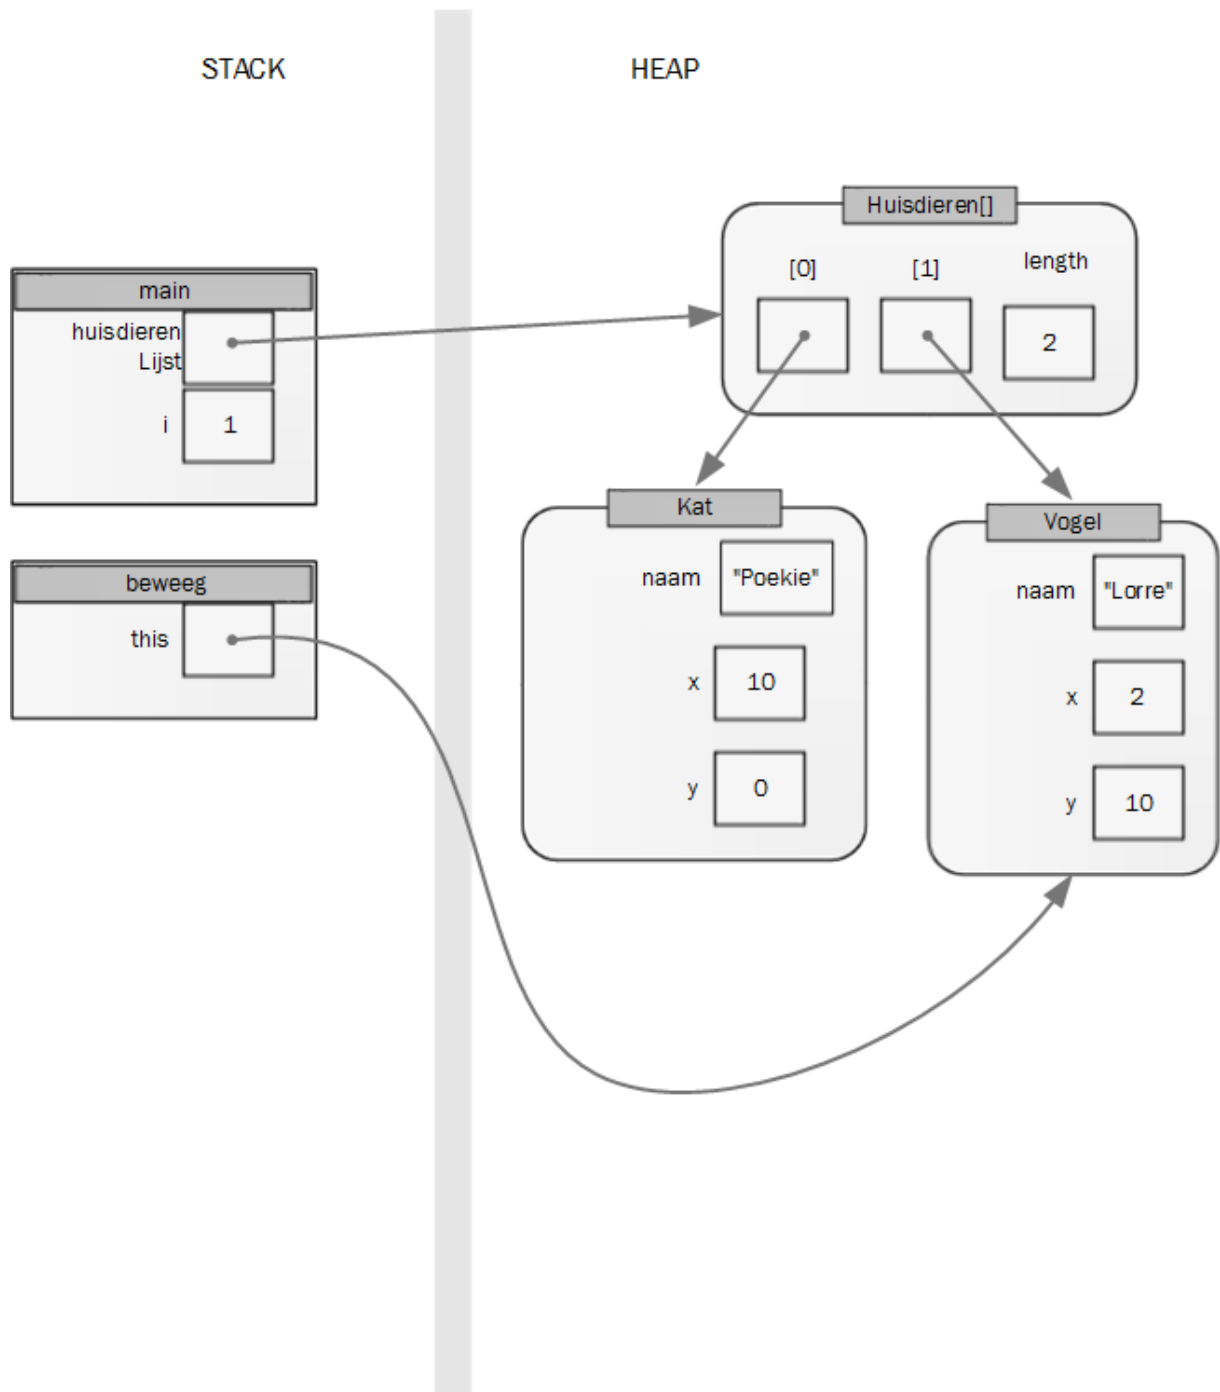 STACK
HEAP
Huisdieren[]
[0]
[1]
length
2
main
huisdieren
Lijst
i
1
beweeg
this
Kat
naam
"Poekie"
x
10
y
0
Vogel
naam
"Lorre"
x
2
y
10